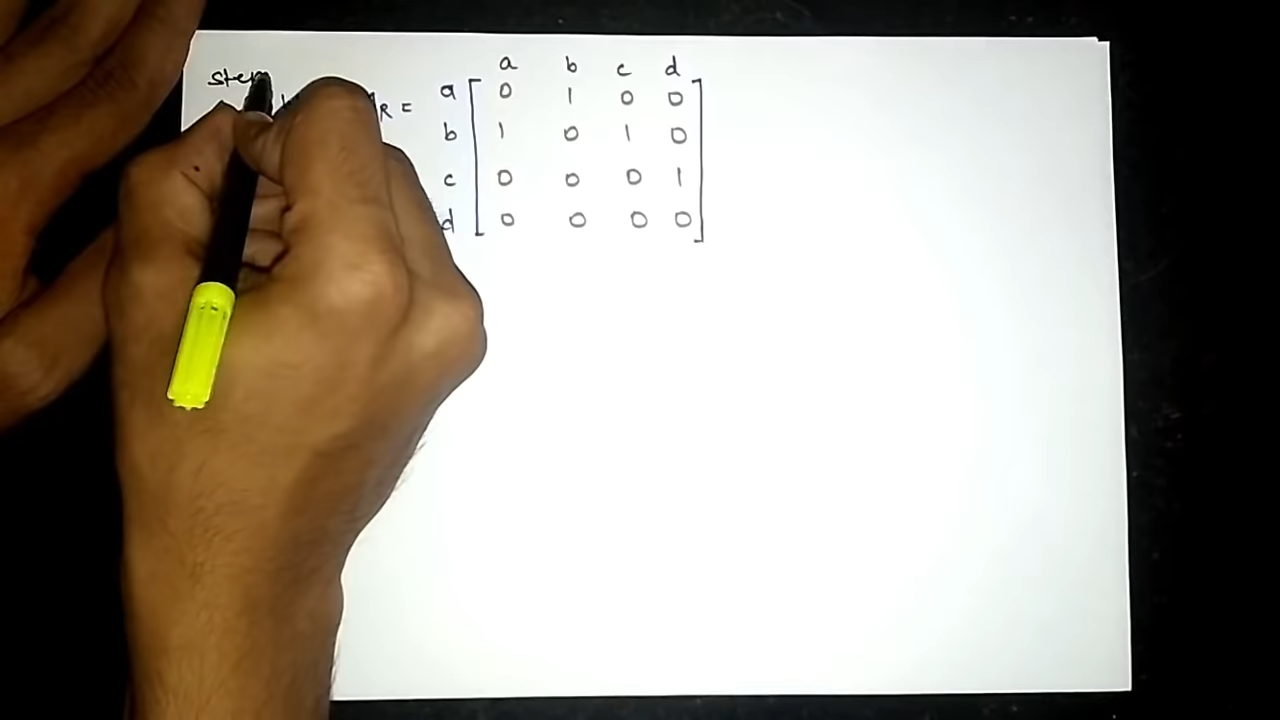 a b c d
step
R = a 0 1 0 0
b 1 0 1 0
c 0 0 0 1
d 0 0 0 0